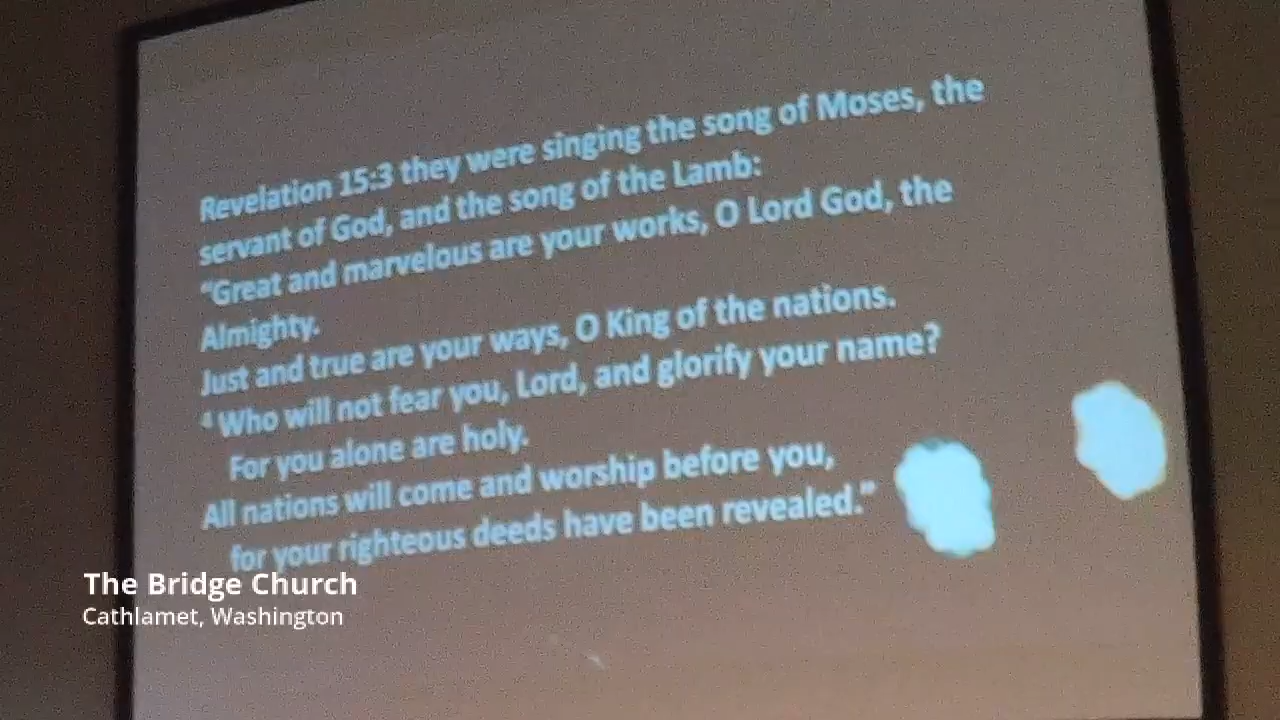 Revelation 15:3 they were singing the song of Moses, the
servant of God, and the song of the Lamb:
“Great and marvelous are your works, O Lord God, the
Almighty.
Just and true are your ways, O King of the nations.
4 Who will not fear you, Lord, and glorify your name?
For you alone are holy.
All nations will come and worship before you,
for your righteous deeds have been revealed.”
The Bridge Church
Cathlamet, Washington